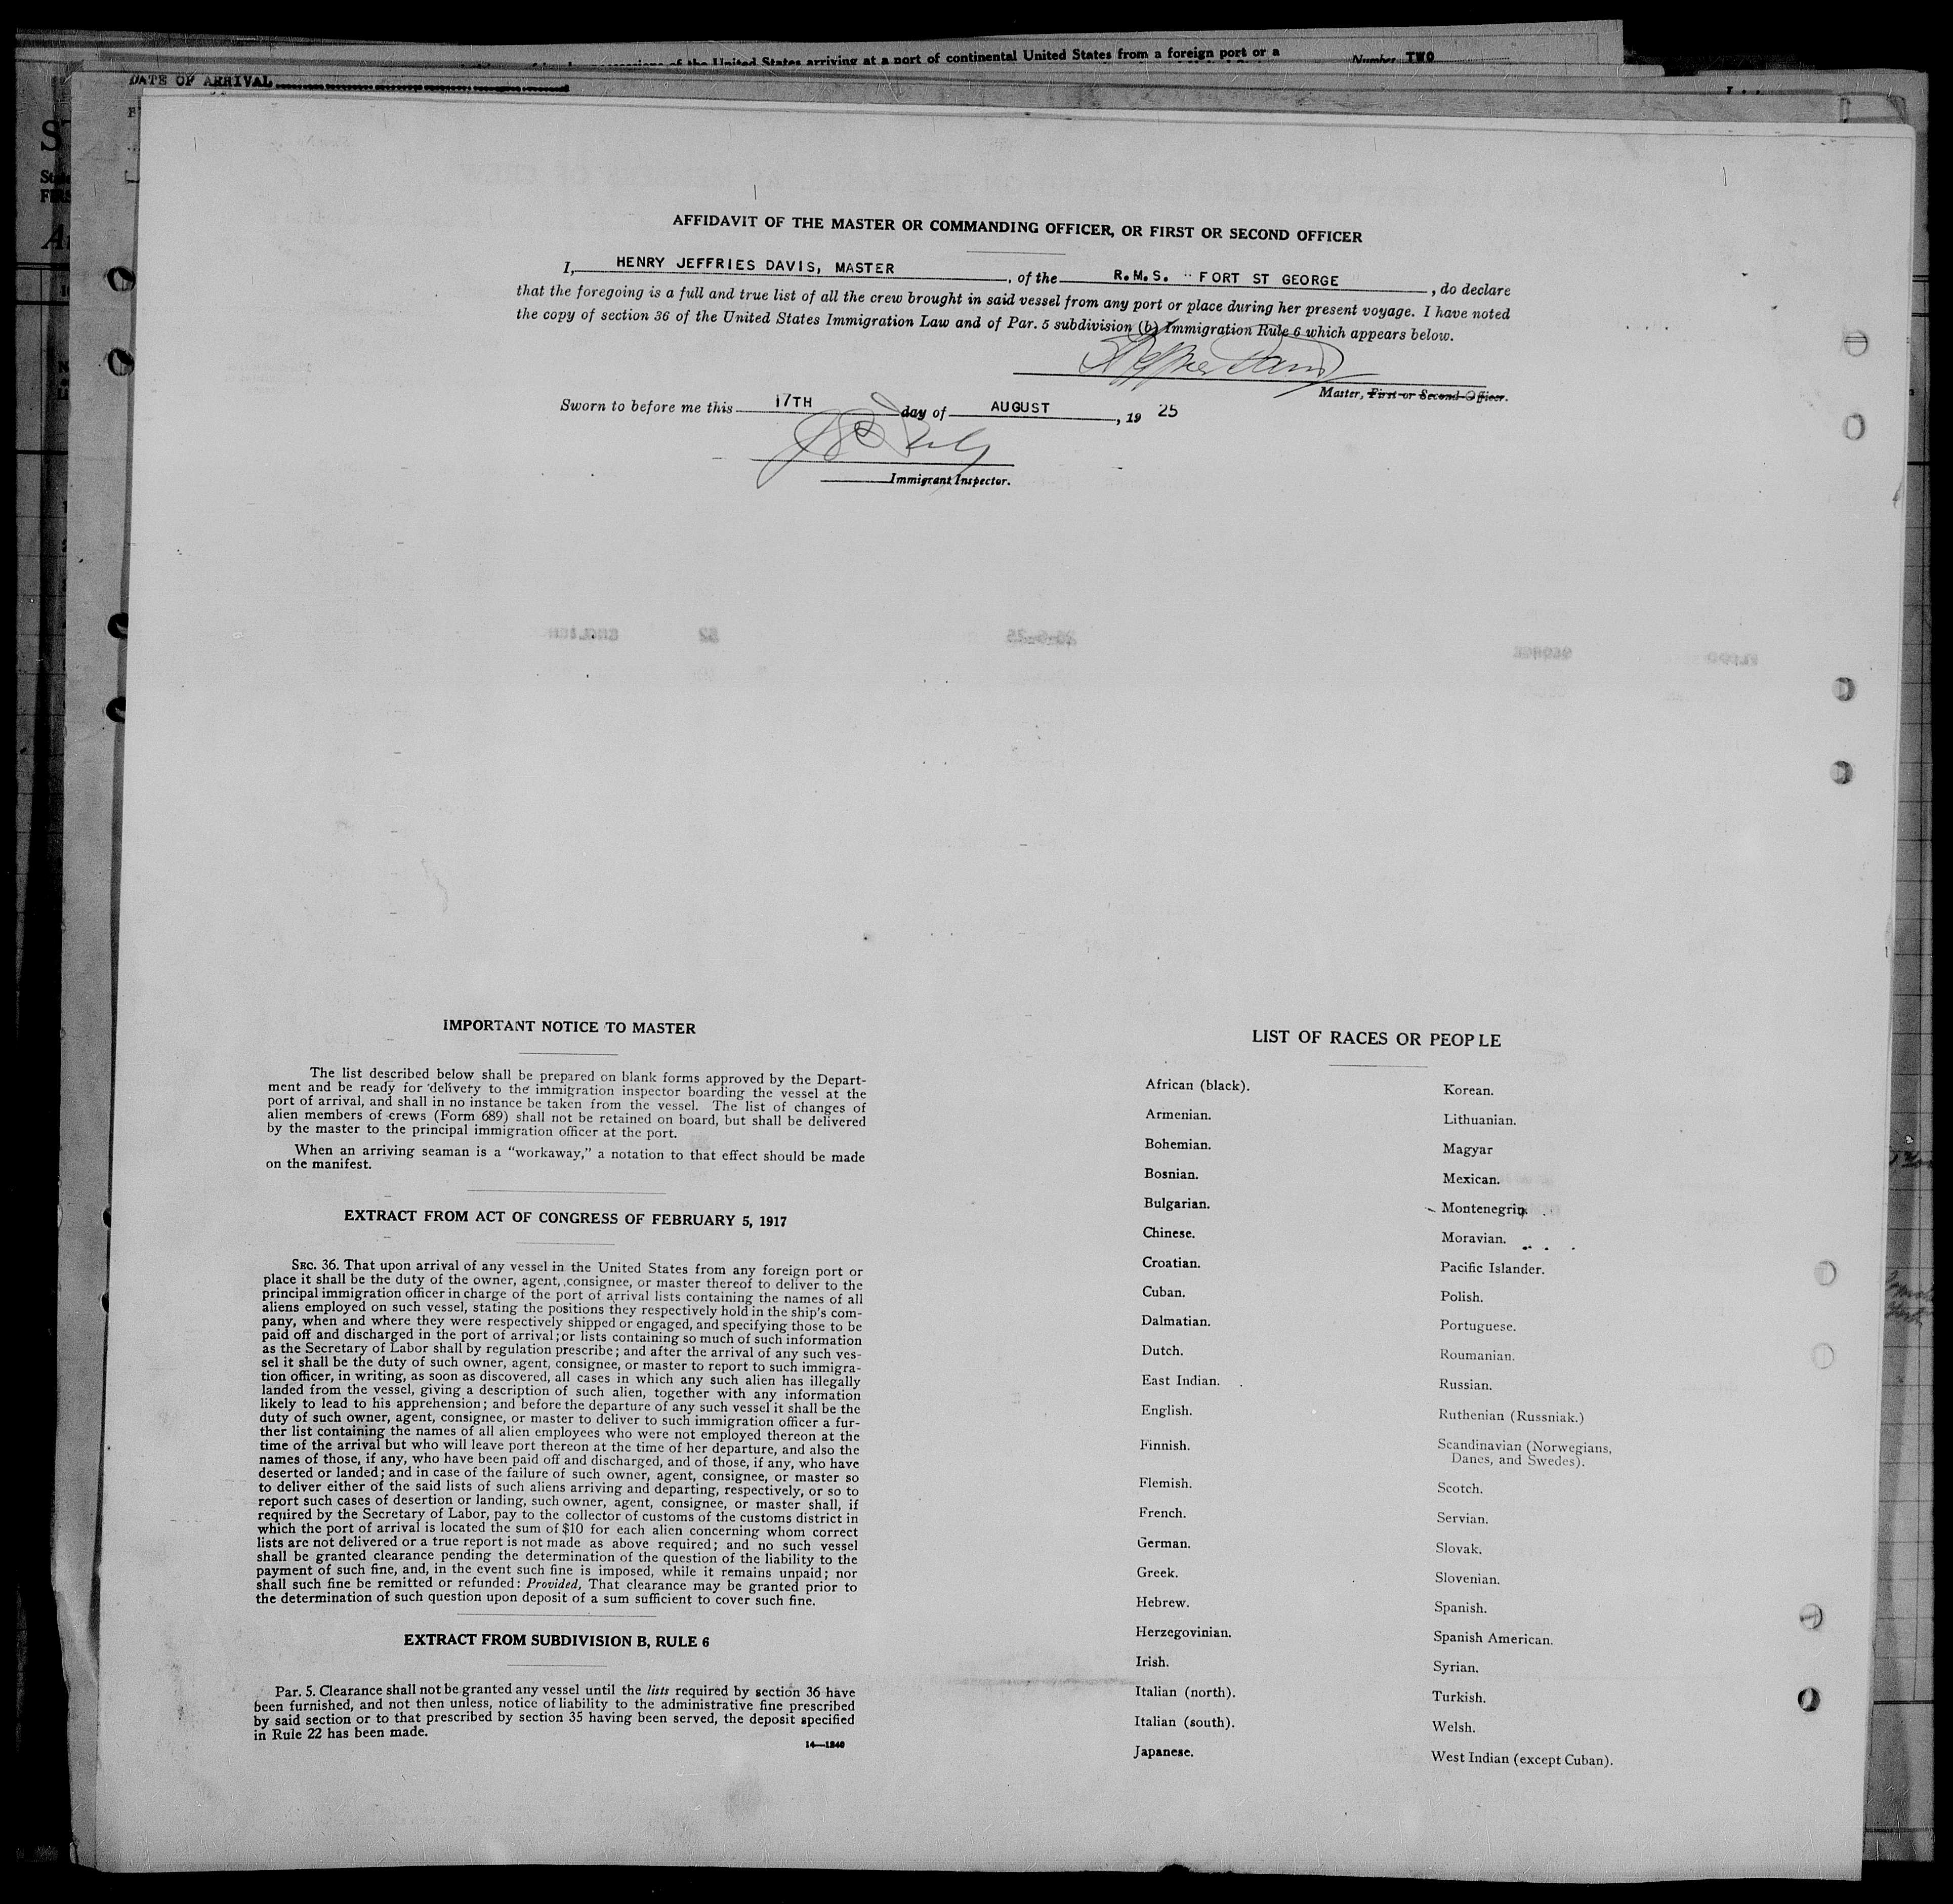 of the United States arriving at a port of continental United States from a foreign port or a
Number TWO
DATE OF ARRIVAL
AFFIDAVIT OF THE MASTER OR COMMANDING OFFICER, OR FIRST OR SECOND OFFICER
I, HENRY JEFFRIES DAVIS, MASTER, of the R.M.S. " FORT ST GEORGE, do declare
that the foregoing is a full and true list of all the crew brought in said vessel from any port or place during her present voyage. I have noted
the copy of section 36 of the United States Immigration Law and of Par. 5 subdivision (b) Immigration Rule 6 which appears below.
Master, First or Second Officer.
Sworn to before me this 17TH day of AUGUST, 19 25
Immigrant Inspector.
IMPORTANT NOTICE TO MASTER
The list described below shall be prepared on blank forms approved by the Depart-
ment and be ready for delivery to the immigration inspector boarding the vessel at the
port of arrival, and shall in no instance be taken from the vessel. The list of changes of
alien members of crews (Form 689) shall not be retained on board, but shall be delivered
by the master to the principal immigration officer at the port.
When an arriving seaman is a "workaway," a notation to that effect should be made
on the manifest.
EXTRACT FROM ACT OF CONGRESS OF FEBRUARY 5, 1917
SEC. 36. That upon arrival of any vessel in the United States from any foreign port or
place it shall be the duty of the owner, agent, consignee, or master thereof to deliver to the
principal immigration officer in charge of the port of arrival lists containing the names of all
aliens employed on such vessel, stating the positions they respectively hold in the ship's com-
pany, when and where they were respectively shipped or engaged, and specifying those to be
paid off and discharged in the port of arrival; or lists containing so much of such information
as the Secretary of Labor shall by regulation prescribe; and after the arrival of any such ves-
sel it shall be the duty of such owner, agent, consignee, or master to report to such immigra-
tion officer, in writing, as soon as discovered, all cases in which any such alien has illegally
landed from the vessel, giving a description of such alien, together with any information
likely to lead to his apprehension; and before the departure of any such vessel it shall be the
duty of such owner, agent, consignee, or master to deliver to such immigration officer a fur-
ther list containing the names of all alien employees who were not employed thereon at the
time of the arrival but who will leave port thereon at the time of her departure, and also the
names of those, if any, who have been paid off and discharged, and of those, if any, who have
deserted or landed; and in case of the failure of such owner, agent, consignee, or master so
to deliver either of the said lists of such aliens arriving and departing, respectively, or so to
report such cases of desertion or landing, such owner, agent, consignee, or master shall, if
required by the Secretary of Labor, pay to the collector of customs of the customs district in
which the port of arrival is located the sum of $10 for each alien concerning whom correct
lists are not delivered or a true report is not made as above required; and no such vessel
shall be granted clearance pending the determination of the question of the liability to the
payment of such fine, and, in the event such fine is imposed, while it remains unpaid; nor
shall such fine be remitted or refunded: Provided, That clearance may be granted prior to
the determination of such question upon deposit of a sum sufficient to cover such fine.
EXTRACT FROM SUBDIVISION B, RULE 6
Par. 5. Clearance shall not be granted any vessel until the lists required by section 36 have
been furnished, and not then unless, notice of liability to the administrative fine prescribed
by said section or to that prescribed by section 35 having been served, the deposit specified
in Rule 22 has been made.
14—1240
LIST OF RACES OR PEOPLE
African (black).
Armenian.
Bohemian.
Bosnian.
Bulgarian.
Chinese.
Croatian.
Cuban.
Dalmatian.
Dutch.
East Indian.
English.
Finnish.
Flemish.
French.
German.
Greek.
Hebrew.
Herzegovinian.
Irish.
Italian (north).
Italian (south).
Japanese.
Korean.
Lithuanian.
Magyar
Mexican.
Montenegrin.
Moravian.
Pacific Islander.
Polish.
Portuguese.
Roumanian.
Russian.
Ruthenian (Russniak.)
Scandinavian (Norwegians,
Danes, and Swedes).
Scotch.
Servian.
Slovak.
Slovenian.
Spanish.
Spanish American.
Syrian.
Turkish.
Welsh.
West Indian (except Cuban).